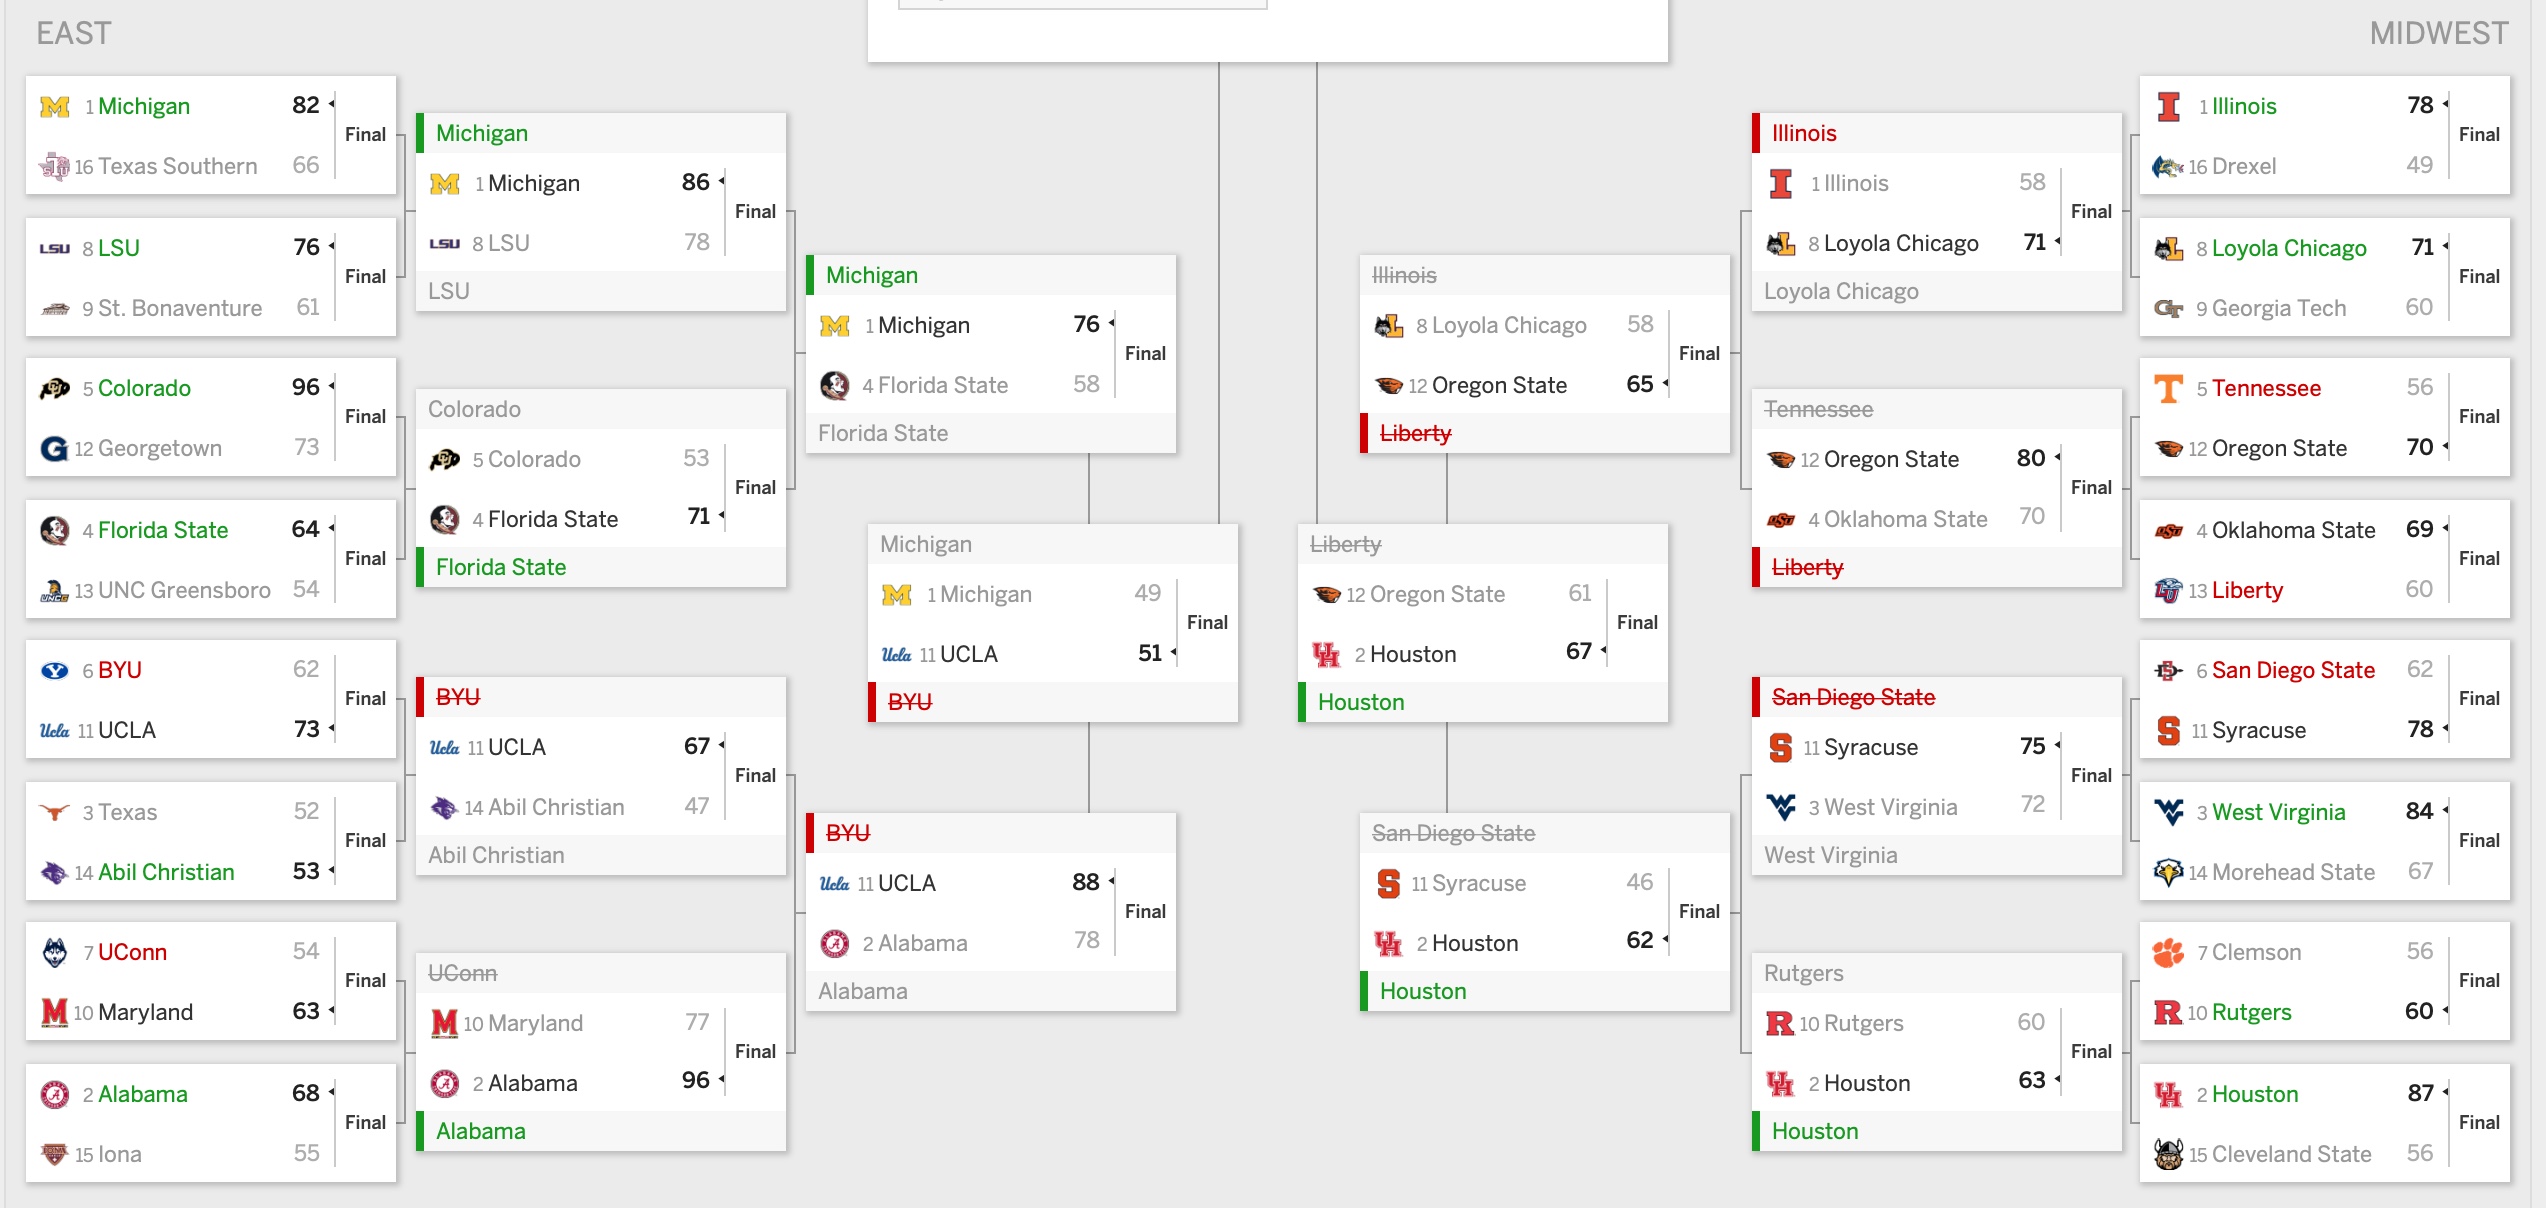 EAST
MIDWEST
1 Michigan 82
Final
16 Texas Southern 66
LSU 8 LSU 76
Final
9 St. Bonaventure 61
5 Colorado 96
Final
12 Georgetown 73
4 Florida State 64
Final
UNCG 13 UNC Greensboro 54
6 BYU 62
Final
Ucla 11 UCLA 73
3 Texas 52
Final
14 Abil Christian 53
7 UConn 54
Final
10 Maryland 63
2 Alabama 68
Final
15 Iona 55
Michigan
1 Michigan 86
Final
LSU 8 LSU 78
LSU
Colorado
5 Colorado 53
Final
4 Florida State 71
Florida State
BYU
Ucla 11 UCLA 67
Final
14 Abil Christian 47
Abil Christian
UConn
10 Maryland 77
Final
2 Alabama 96
Alabama
Michigan
1 Michigan 76
Final
4 Florida State 58
Florida State
BYU
Ucla 11 UCLA 88
Final
2 Alabama 78
Alabama
Michigan
1 Michigan 49
Final
Ucla 11 UCLA 51
BYU
Liberty
12 Oregon State 61
Final
2 Houston 67
Houston
Illinois
8 Loyola Chicago 58
Final
12 Oregon State 65
Liberty
San Diego State
11 Syracuse 46
Final
2 Houston 62
Houston
Illinois
1 Illinois 58
Final
8 Loyola Chicago 71
Loyola Chicago
Tennessee
12 Oregon State 80
Final
4 Oklahoma State 70
Liberty
San Diego State
11 Syracuse 75
Final
3 West Virginia 72
West Virginia
Rutgers
10 Rutgers 60
Final
2 Houston 63
Houston
1 Illinois 78
Final
16 Drexel 49
8 Loyola Chicago 71
Final
9 Georgia Tech 60
5 Tennessee 56
Final
12 Oregon State 70
4 Oklahoma State 69
Final
13 Liberty 60
6 San Diego State 62
Final
11 Syracuse 78
3 West Virginia 84
Final
14 Morehead State 67
7 Clemson 56
Final
10 Rutgers 60
2 Houston 87
Final
15 Cleveland State 56